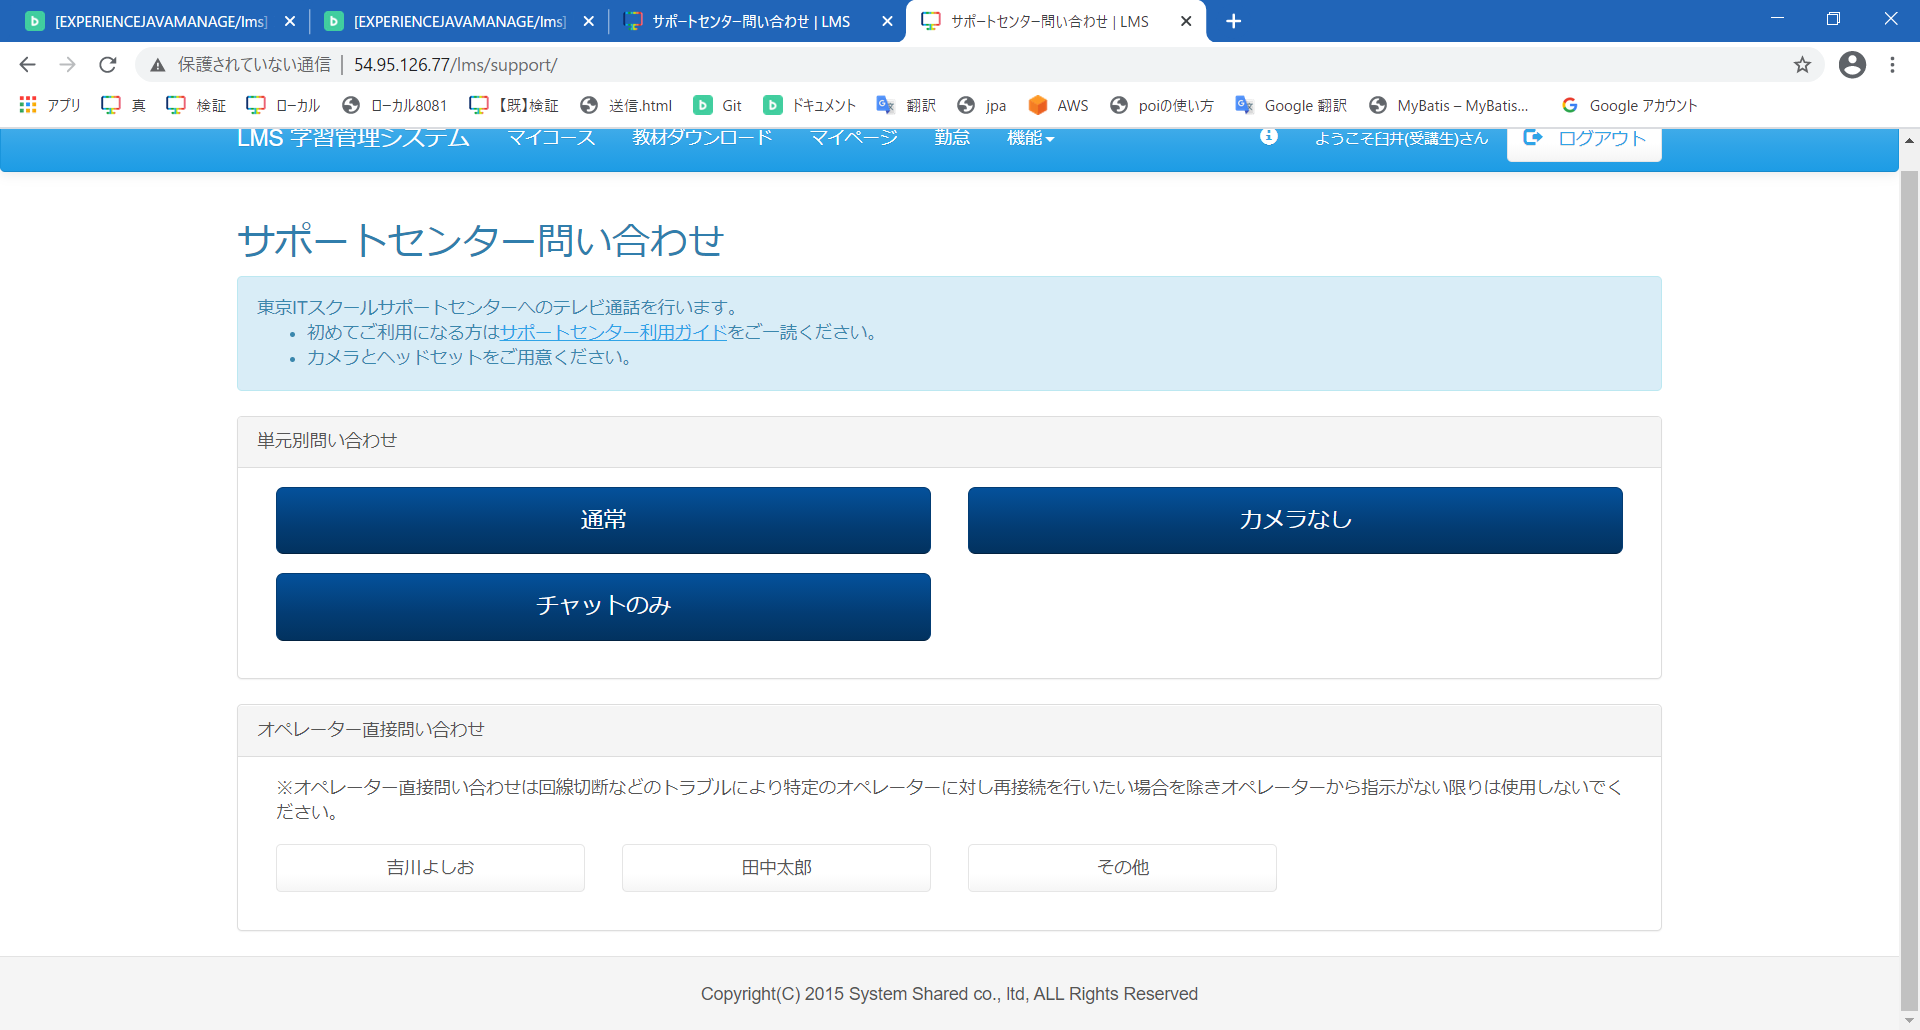 [EXPERIENCEJAVAMANAGE/lms]
[EXPERIENCEJAVAMANAGE/lms]
サポートセンター問い合わせ | LMS
サポートセンター問い合わせ | LMS
保護されていない通信 54.95.126.77/lms/support/
アプリ 真 検証 ローカル ローカル8081 【既】検証 送信.html Git ドキュメント 翻訳 jpa AWS poiの使い方 Google 翻訳 MyBatis – MyBatis... Google アカウント
LMS 学習管理システム マイコース 教材ダウンロード マイページ 勤怠 機能 ようこそ臼井(受講生)さん ログアウト
サポートセンター問い合わせ
東京ITスクールサポートセンターへのテレビ通話を行います。
• 初めてご利用になる方はサポートセンター利用ガイドをご一読ください。
• カメラとヘッドセットをご用意ください。
単元別問い合わせ
通常 カメラなし
チャットのみ
オペレーター直接問い合わせ
※オペレーター直接問い合わせは回線切断などのトラブルにより特定のオペレーターに対し再接続を行いたい場合を除きオペレーターから指示がない限りは使用しないでく
ださい。
吉川よしお 田中太郎 その他
Copyright(C) 2015 System Shared co., ltd, ALL Rights Reserved